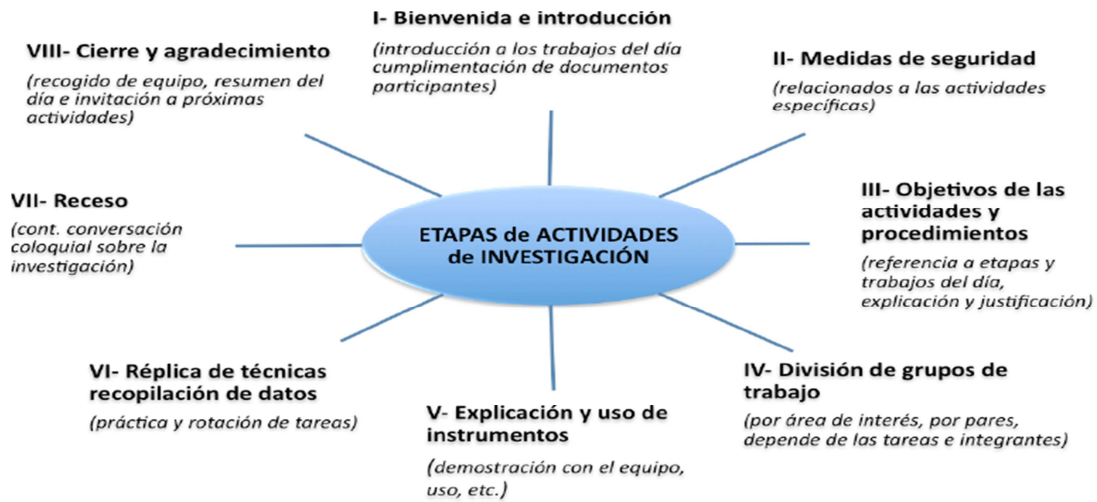 I- Bienvenida e introducción
(introducción a los trabajos del día
cumplimentación de documentos
participantes)
II- Medidas de seguridad
(relacionados a las actividades
específicas)
III- Objetivos de las
actividades y
procedimientos
(referencia a etapas y
trabajos del día,
explicación y justificación)
IV- División de grupos de
trabajo
(por área de interés, por pares,
depende de las tareas e integrantes)
V- Explicación y uso de
instrumentos
(demostración con el equipo,
uso, etc.)
VI- Réplica de técnicas
recopilación de datos
(práctica y rotación de tareas)
VII- Receso
(cont. conversación
coloquial sobre la
investigación)
VIII- Cierre y agradecimiento
(recogido de equipo, resumen del
día e invitación a próximas
actividades)
ETAPAS de ACTIVIDADES
de INVESTIGACIÓN